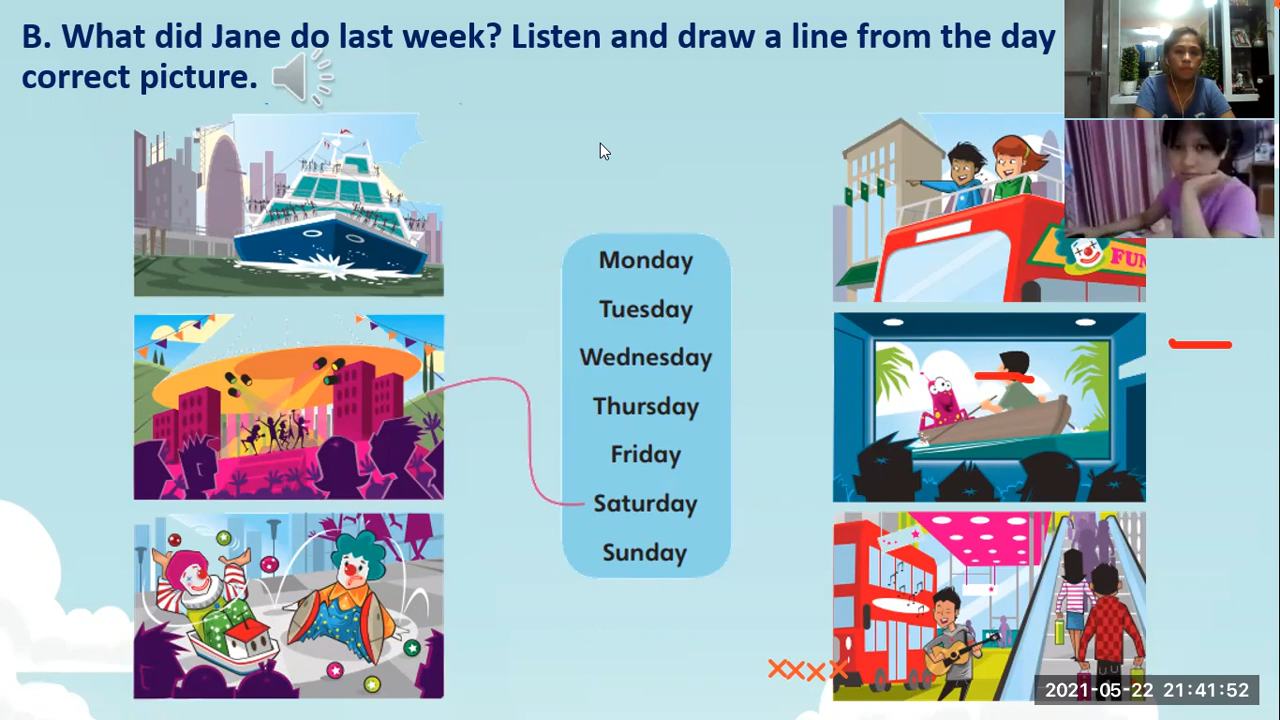 B. What did Jane do last week? Listen and draw a line from the day
correct picture.
FUN
Monday
Tuesday
Wednesday
Thursday
Friday
Saturday
Sunday
XXXX
2021-05-22 21:41:52